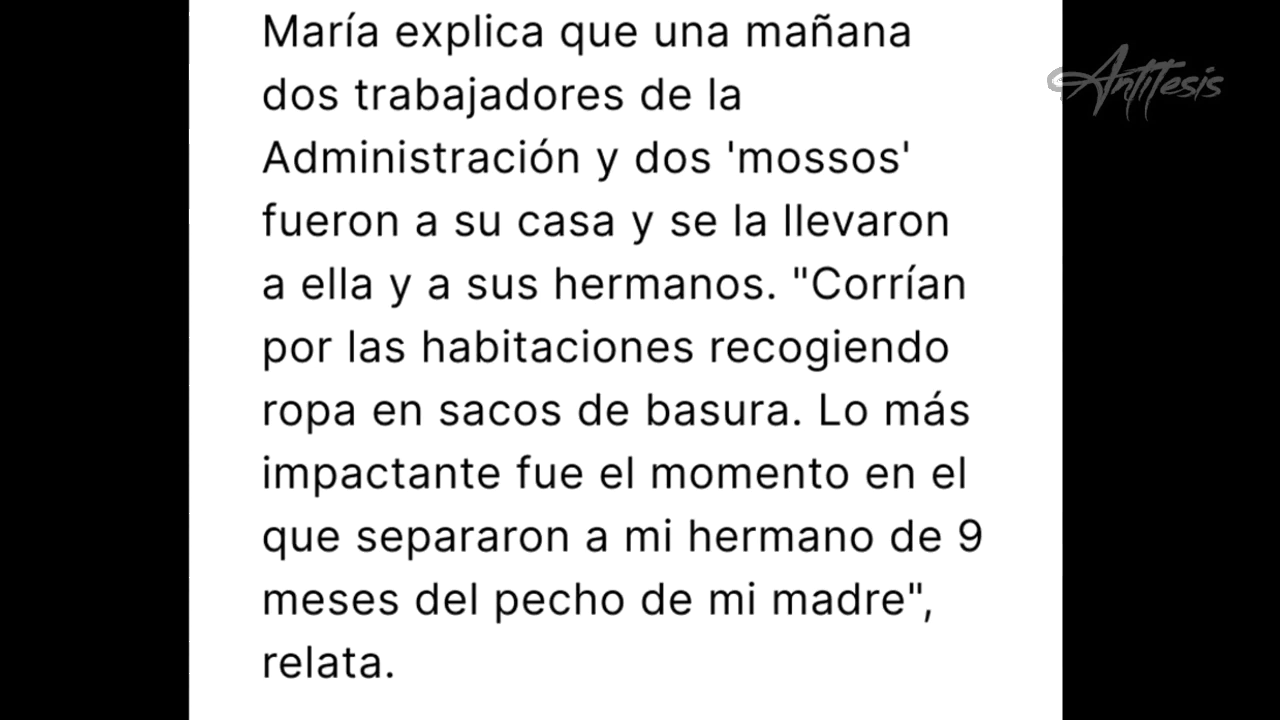 María explica que una mañana
dos trabajadores de la
Administración y dos 'mossos'
fueron a su casa y se la llevaron
a ella y a sus hermanos. "Corrían
por las habitaciones recogiendo
ropa en sacos de basura. Lo más
impactante fue el momento en el
que separaron a mi hermano de 9
meses del pecho de mi madre",
relata.
Antítesis